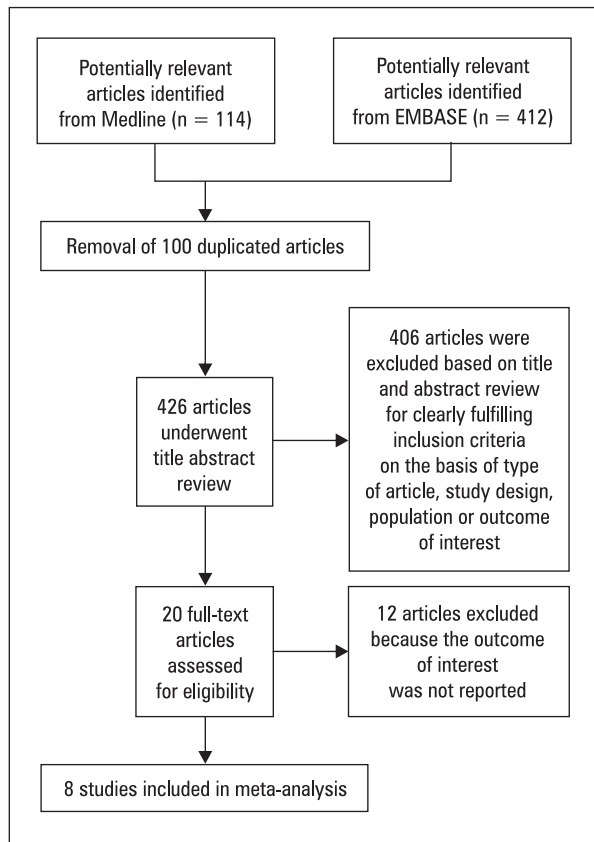 Potentially relevant
articles identified
from Medline (n = 114)
Potentially relevant
articles identified
from EMBASE (n = 412)
Removal of 100 duplicated articles
426 articles
underwent
title abstract
review
406 articles were
excluded based on title
and abstract review
for clearly fulfilling
inclusion criteria
on the basis of type
of article, study design,
population or outcome
of interest
20 full-text
articles
assessed
for eligibility
12 articles excluded
because the outcome
of interest
was not reported
8 studies included in meta-analysis